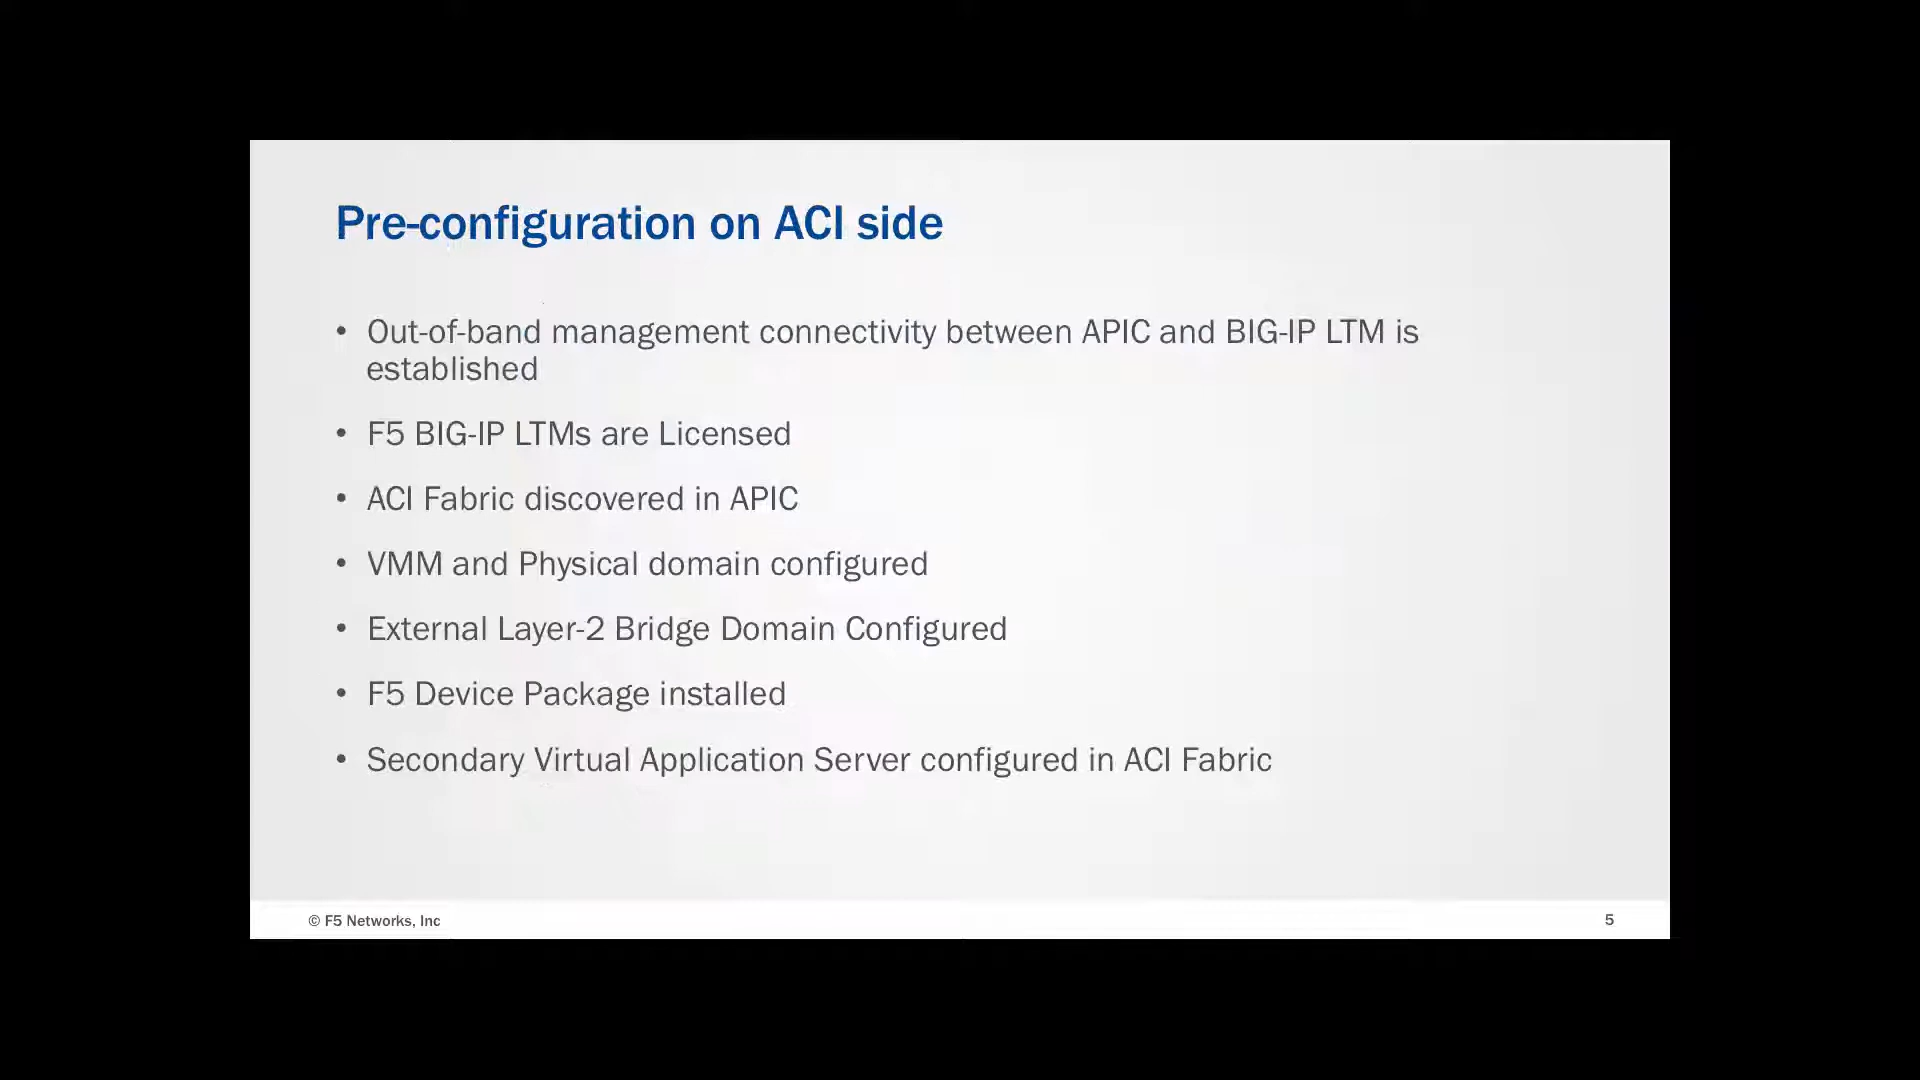 Pre-configuration on ACI side
• Out-of-band management connectivity between APIC and BIG-IP LTM is
established
• F5 BIG-IP LTMs are Licensed
• ACI Fabric discovered in APIC
• VMM and Physical domain configured
• External Layer-2 Bridge Domain Configured
• F5 Device Package installed
• Secondary Virtual Application Server configured in ACI Fabric
© F5 Networks, Inc
5